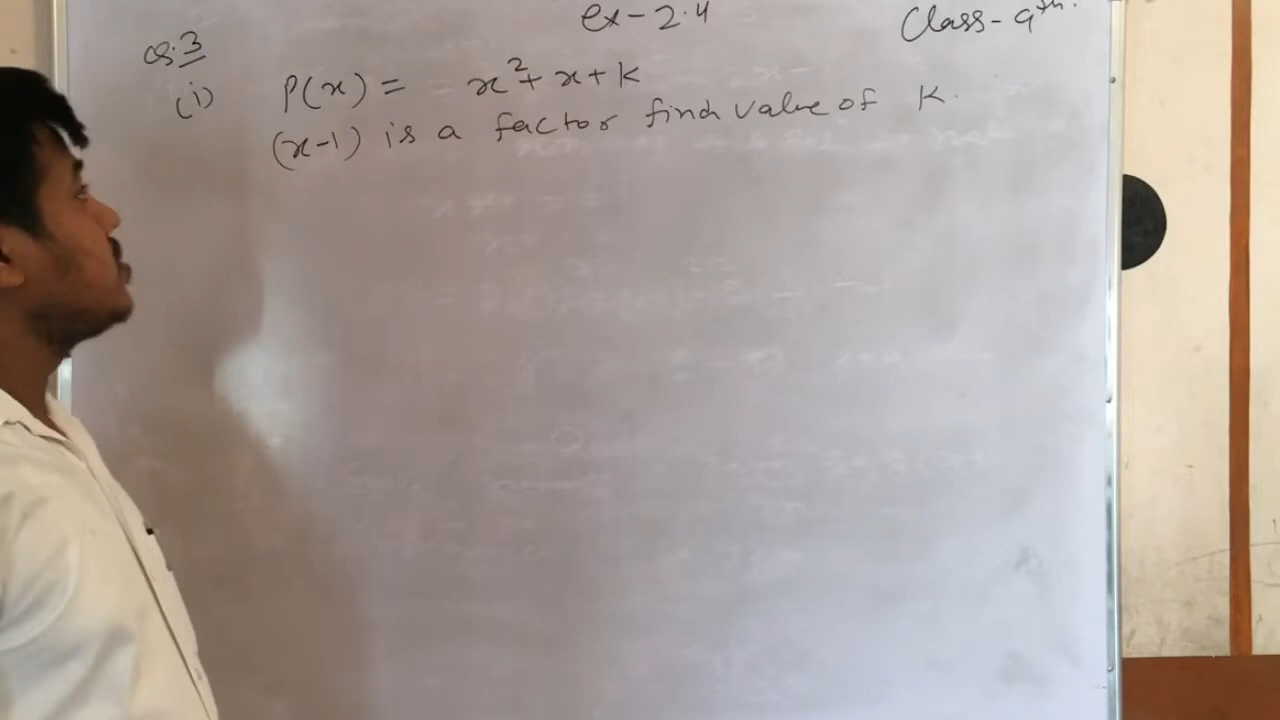 ex-2.4
Class-9th.
Q.3
(i) P(x) = x²+x+k
(x-1) is a factor find value of k.